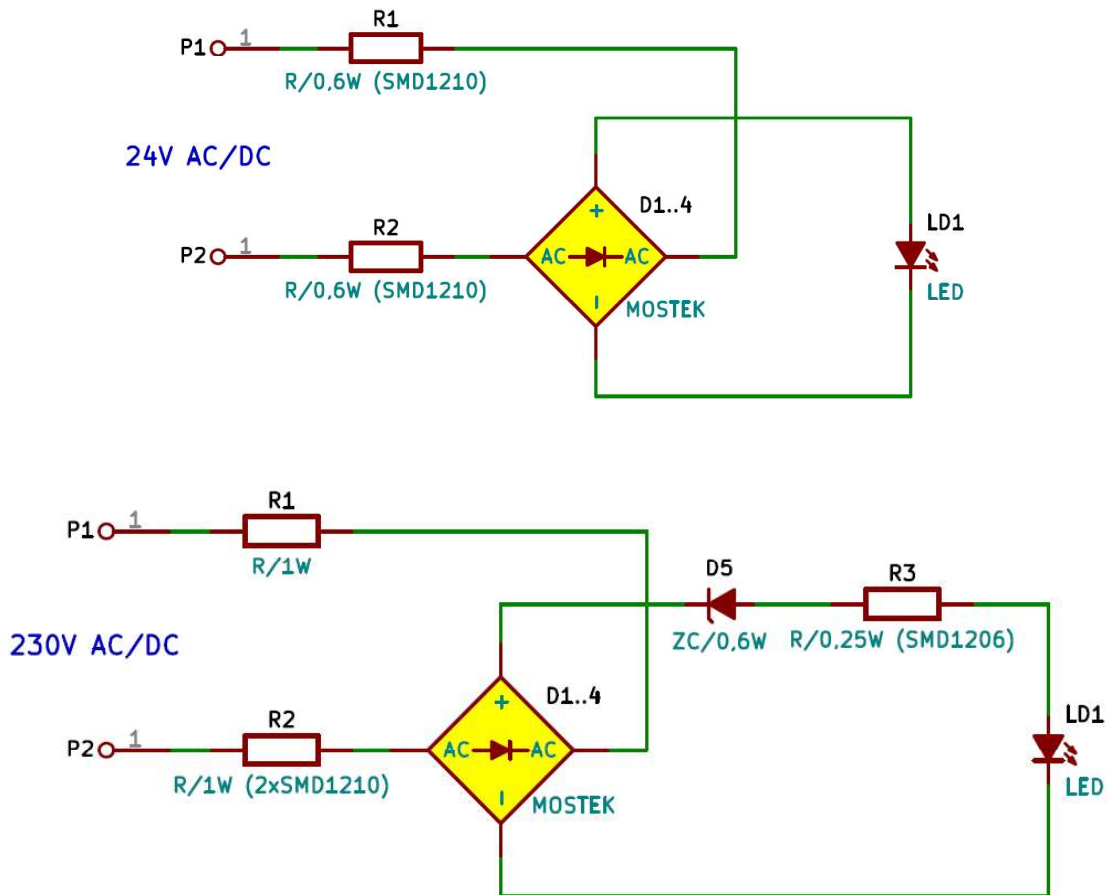 R1
P1 1
R/0,6W (SMD1210)
24V AC/DC
D1..4
+
R2
LD1
P2 1
AC AC
R/0,6W (SMD1210)
LED
–
MOSTEK
R1
P1 1
R/1W
D5
R3
230V AC/DC
ZC/0,6W
R/0,25W (SMD1206)
D1..4
+
R2
LD1
P2 1
AC AC
R/1W (2xSMD1210)
LED
–
MOSTEK